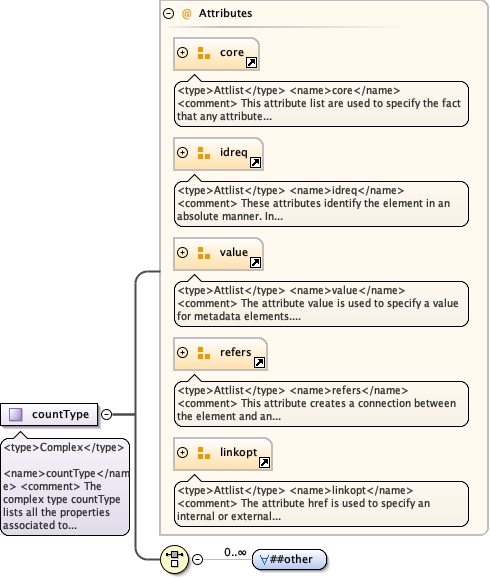 @ Attributes
core
<type>Attlist</type> <name>core</name>
<comment> This attribute list are used to specify the fact
that any attribute...
idreq
<type>Attlist</type> <name>idreq</name>
<comment> These attributes identify the element in an
absolute manner. In...
value
<type>Attlist</type> <name>value</name>
<comment> The attribute value is used to specify a value
for metadata elements....
refers
<type>Attlist</type> <name>refers</name>
<comment> This attribute creates a connection between
the element and an...
linkopt
<type>Attlist</type> <name>linkopt</name>
<comment> The attribute href is used to specify an
internal or external...
countType
<type>Complex</type>
<name>countType</nam
e> <comment> The
complex type countType
lists all the properties
associated to...
0..∞
∀##other